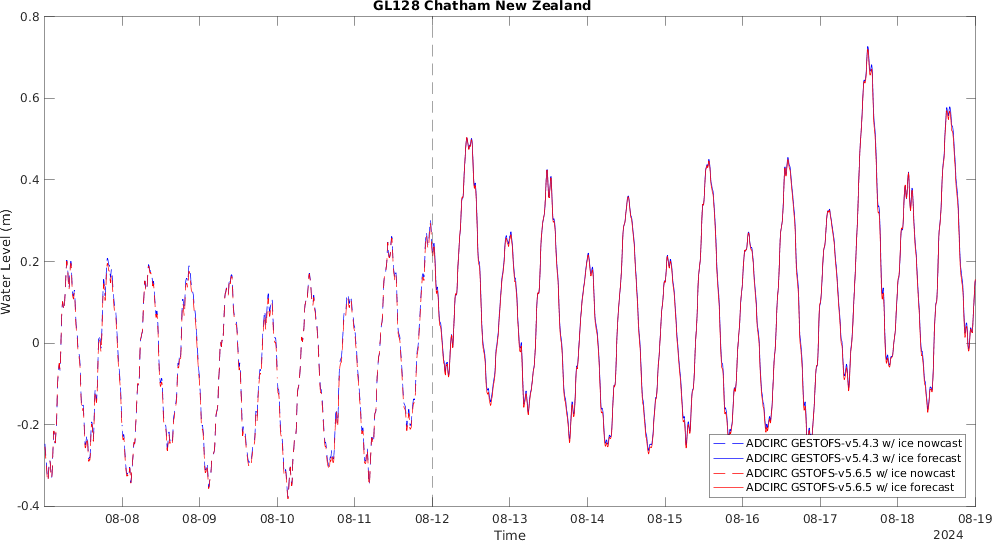 GL128 Chatham New Zealand
0.8
0.6
0.4
0.2
0
-0.2
-0.4
Water Level (m)
ADCIRC GESTOFS-v5.4.3 w/ ice nowcast
ADCIRC GESTOFS-v5.4.3 w/ ice forecast
ADCIRC GSTOFS-v5.6.5 w/ ice nowcast
ADCIRC GSTOFS-v5.6.5 w/ ice forecast
08-08 08-09 08-10 08-11 08-12 08-13 08-14 08-15 08-16 08-17 08-18 08-19
Time
2024